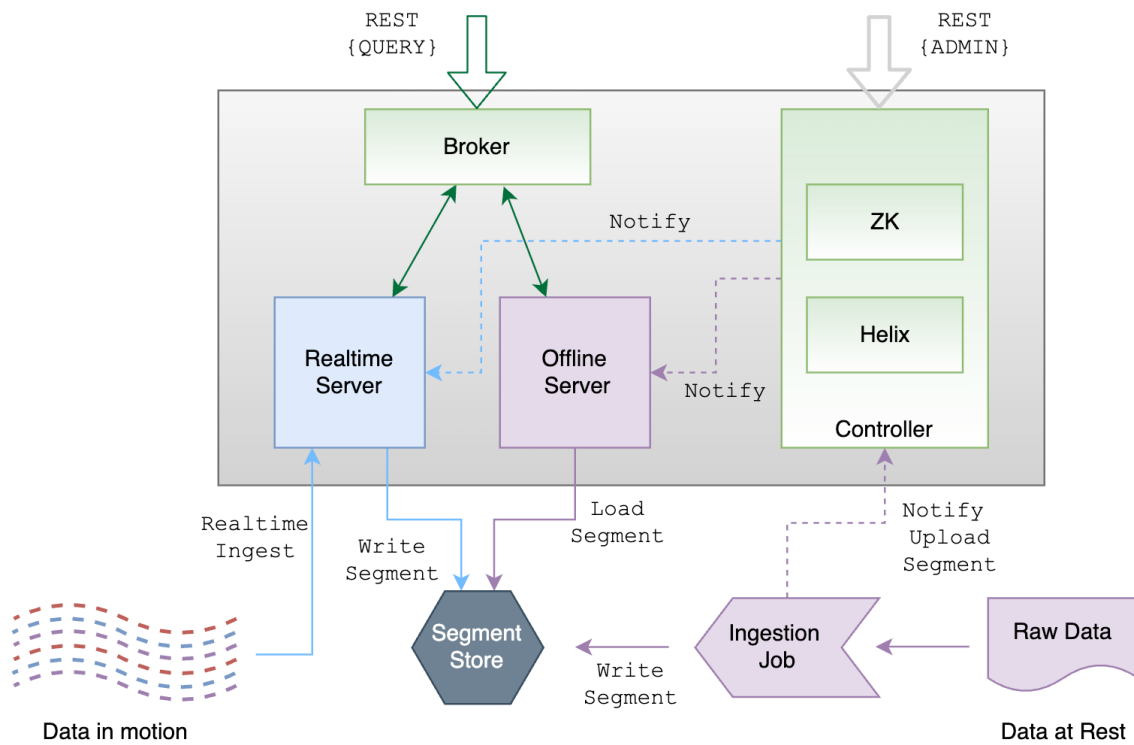 REST
{QUERY}
REST
{ADMIN}
Broker
Notify
ZK
Realtime
Server
Offline
Server
Helix
Notify
Controller
Realtime
Ingest
Write
Segment
Load
Segment
Notify
Upload
Segment
Segment
Store
Ingestion
Job
Raw Data
Write
Segment
Data in motion
Data at Rest